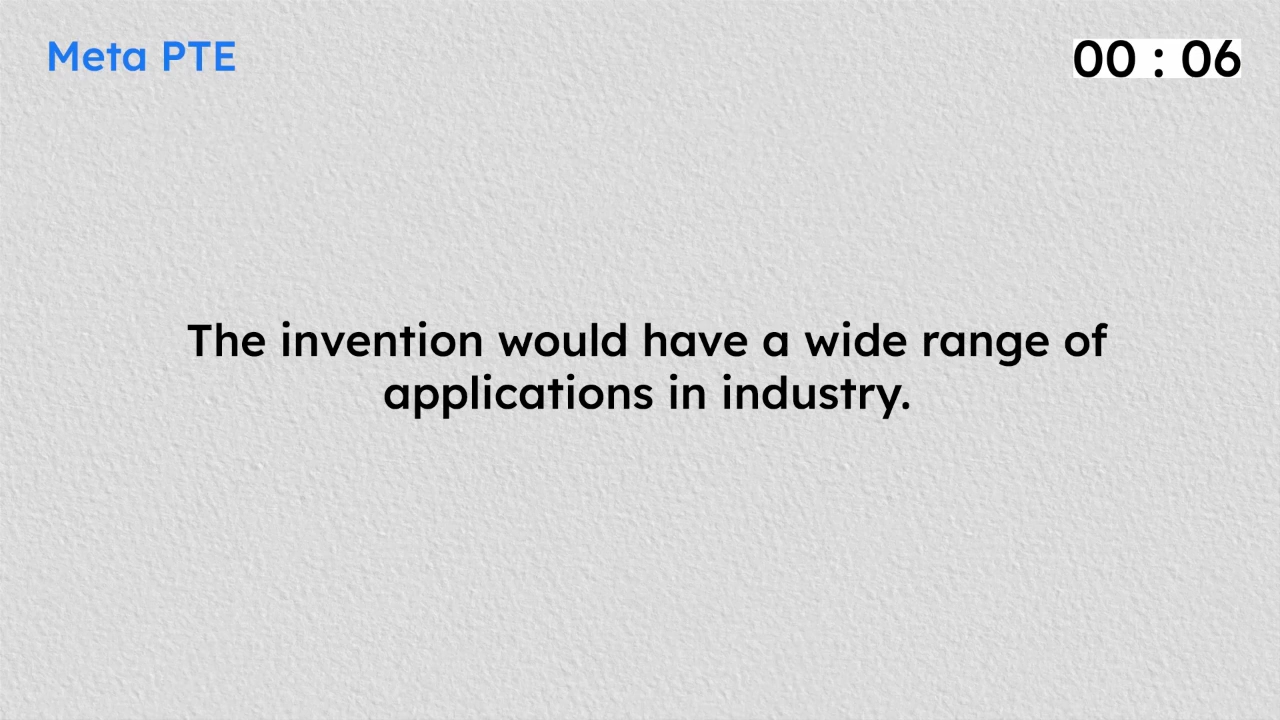 Meta PTE
00 : 06
The invention would have a wide range of
applications in industry.